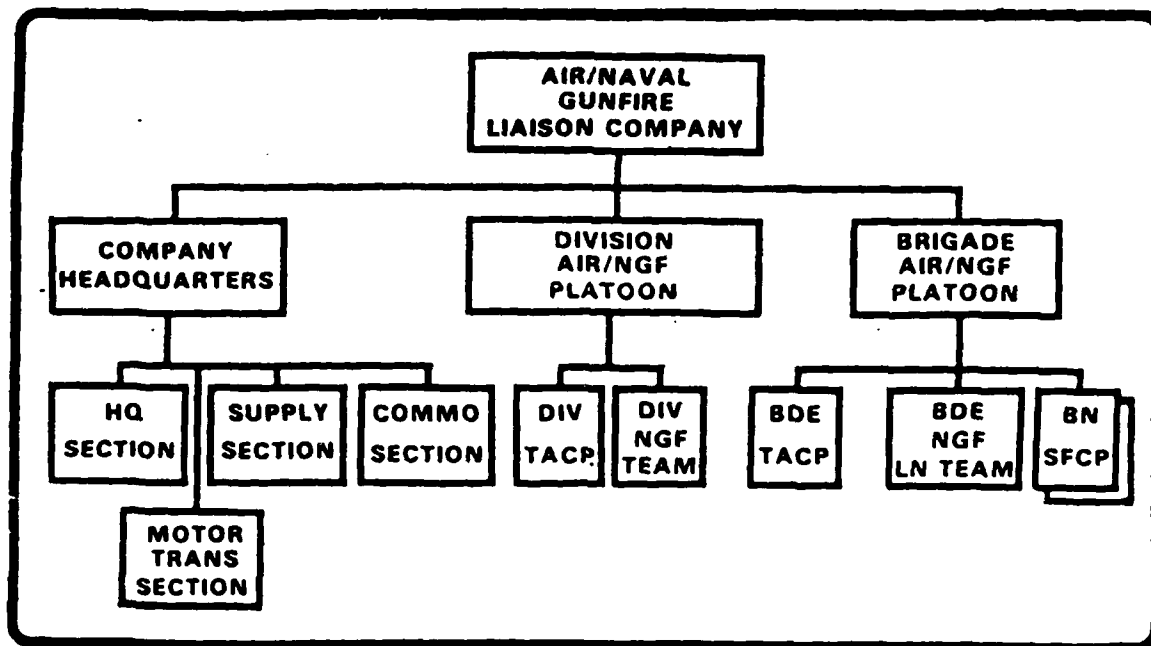 AIR/NAVAL
GUNFIRE
LIAISON COMPANY
COMPANY
HEADQUARTERS
DIVISION
AIR/NGF
PLATOON
BRIGADE
AIR/NGF
PLATOON
HQ
SECTION
SUPPLY
SECTION
COMMO
SECTION
DIV
TACP
DIV
NGF
TEAM
BDE
TACP
BDE
NGF
LN TEAM
BN
SFCP
MOTOR
TRANS
SECTION